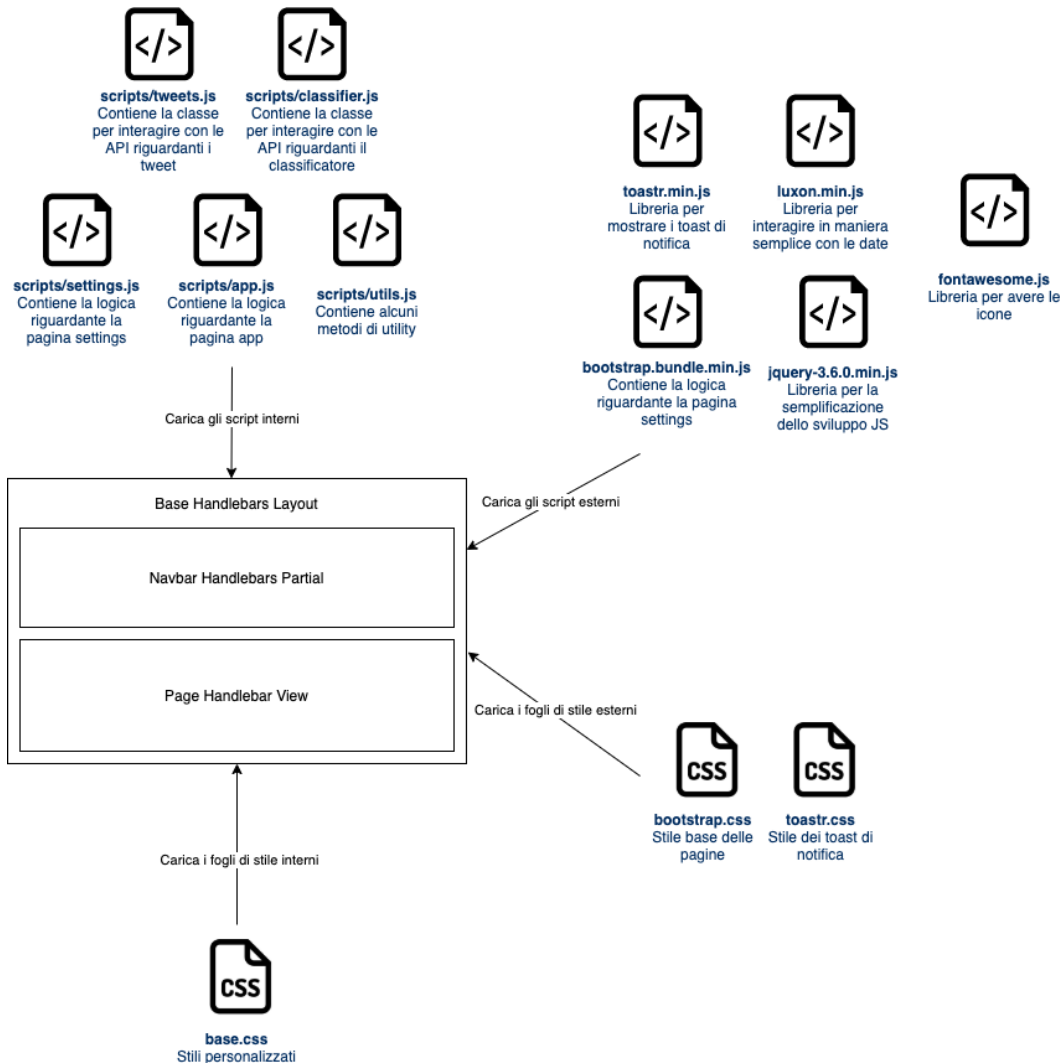 scripts/tweets.js
Contiene la classe
per interagire con le
API riguardanti i
tweet
scripts/classifier.js
Contiene la classe
per interagire con le
API riguardanti il
classificatore
scripts/settings.js
Contiene la logica
riguardante la
pagina settings
scripts/app.js
Contiene la logica
riguardante la
pagina app
scripts/utils.js
Contiene alcuni
metodi di utility
toastr.min.js
Libreria per
mostrare i toast di
notifica
luxon.min.js
Libreria per
interagire in maniera
semplice con le date
fontawesome.js
Libreria per avere le
icone
bootstrap.bundle.min.js
Contiene la logica
riguardante la pagina
settings
jquery-3.6.0.min.js
Libreria per la
semplificazione
dello sviluppo JS
Carica gli script interni
Carica gli script esterni
Base Handlebars Layout
Navbar Handlebars Partial
Page Handlebar View
Carica i fogli di stile esterni
CSS
bootstrap.css
Stile base delle
pagine
CSS
toastr.css
Stile dei toast di
notifica
Carica i fogli di stile interni
CSS
base.css
Stili personalizzati